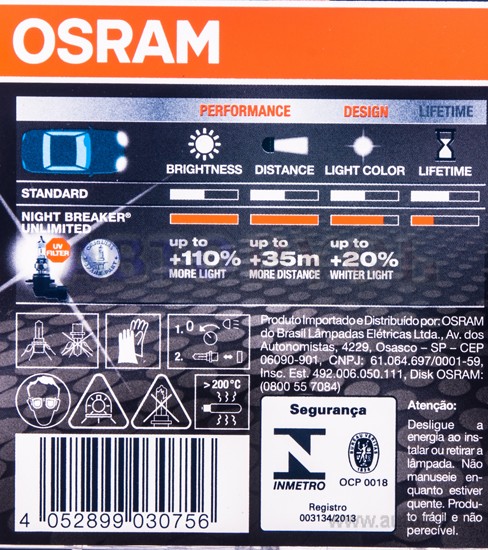 OSRAM
PERFORMANCE DESIGN LIFETIME
BRIGHTNESS DISTANCE LIGHT COLOR LIFETIME
STANDARD
NIGHT BREAKER®
UNLIMITED
UV
FILTER
up to up to up to
+110% +35m +20%
MORE LIGHT MORE DISTANCE WHITER LIGHT
1.
2.
> 200°C
Produto Importado e Distribuído por: OSRAM
do Brasil Lâmpadas Elétricas Ltda., Av. dos
Autonomistas, 4229, Osasco – SP – CEP
06090-901, CNPJ: 61.064.697/0001-59,
Insc. Est. 492.006.050.111, Disk OSRAM:
(0800 55 7084)
Segurança
INMETRO
OCP 0018
Registro
003134/2013
Atenção:
Desligue a
energia ao ins-
talar ou retirar a
lâmpada. Não
manuseie en-
quanto estiver
quente. Produ-
to frágil e não
perecível.
4 052899 030756